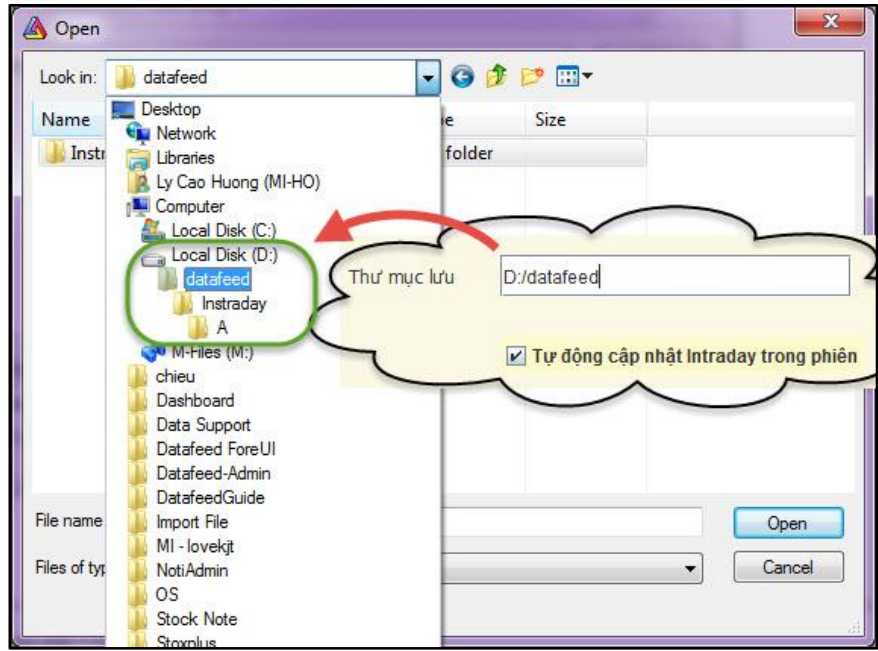 Open
Look in:
datafeed
Name
Size
folder
Desktop
Network
Libraries
Ly Cao Huong (MI-HO)
Computer
Local Disk (C:)
Local Disk (D:)
datafeed
Instraday
A
M-Files (M:)
chieu
Dashboard
Data Support
Datafeed ForeUI
Datafeed-Admin
DatafeedGuide
Import File
MI - lovekjt
NotiAdmin
OS
Stock Note
Stoxplus
Thư mục lưu
D:/datafeed
Tự động cập nhật Intraday trong phiên
File name
Files of typ
Open
Cancel